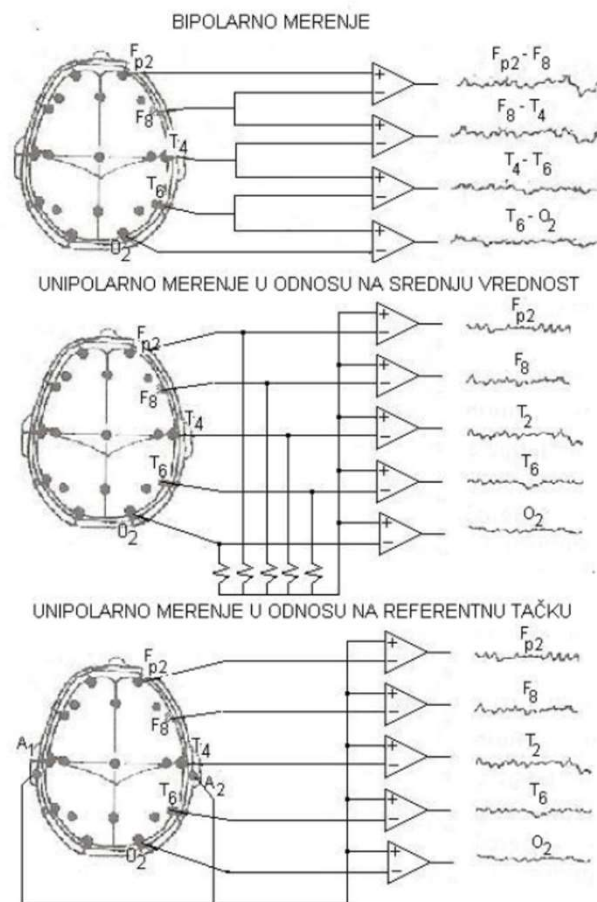 BIPOLARNO MERENJE
Fp2
F8
T4
T6
O2
+
−
+
−
+
−
+
−
Fp2 - F8
F8 - T4
T4 - T6
T6 - O2
UNIPOLARNO MERENJE U ODNOSU NA SREDNJU VREDNOST
Fp2
F8
T4
T6
O2
+
−
+
−
+
−
+
−
+
−
Fp2
F8
T2
T6
O2
UNIPOLARNO MERENJE U ODNOSU NA REFERENTNU TAČKU
Fp2
F8
A1
T4
A2
T6
O2
+
−
+
−
+
−
+
−
+
−
Fp2
F8
T2
T6
O2